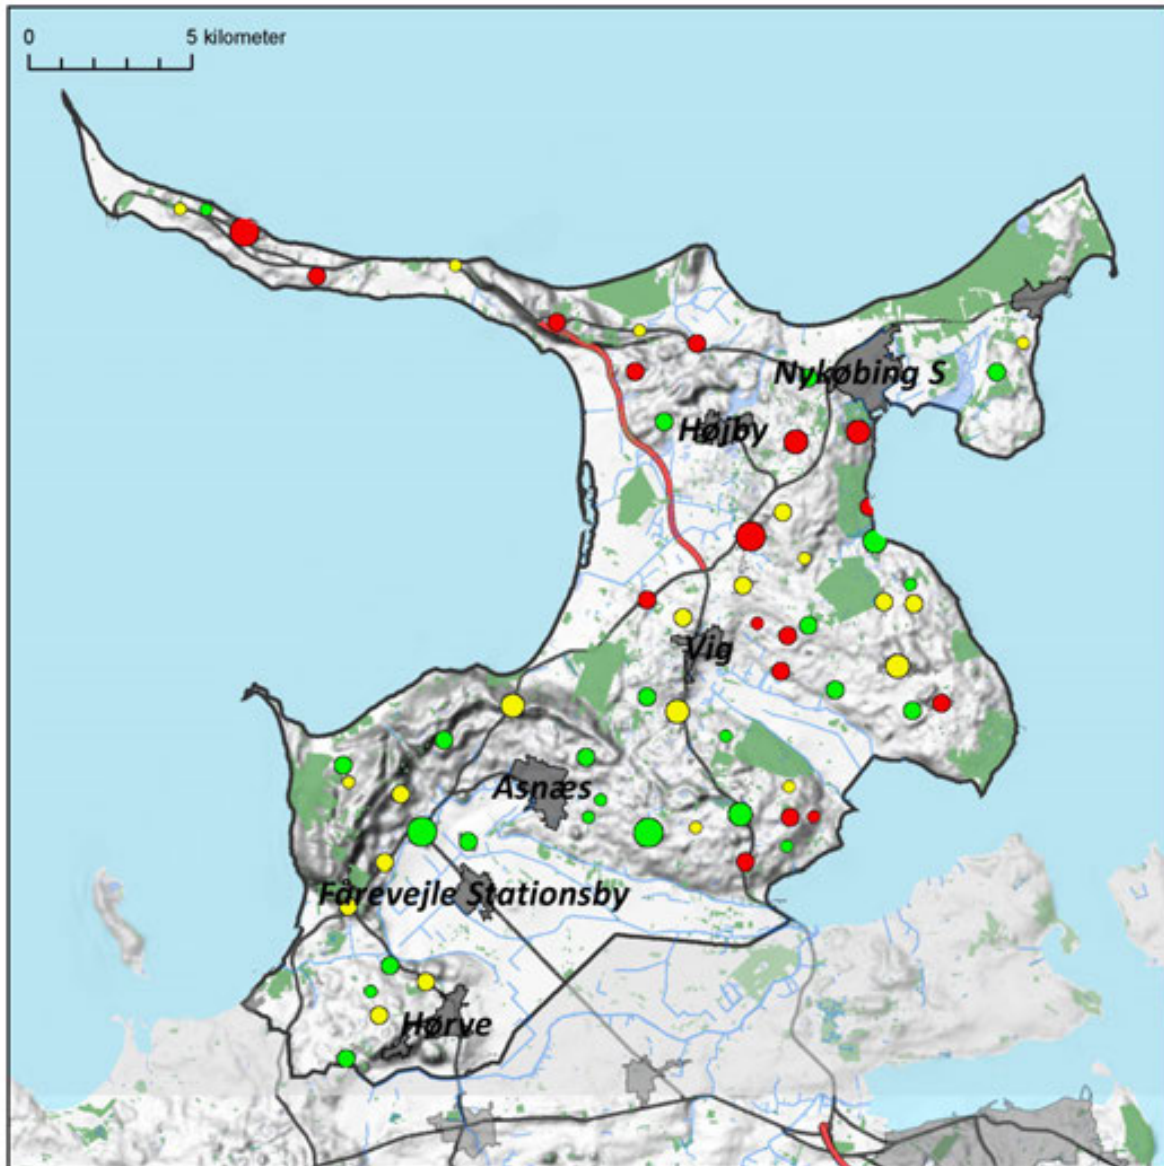 0 5 kilometer
Nykøbing S
Højby
Vig
Asnæs
Fårevejle Stationsby
Hørve